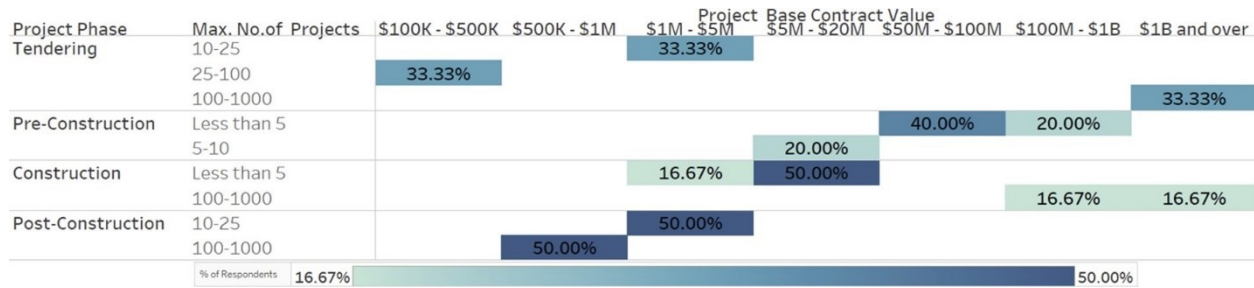 Project Base Contract Value
Project Phase Max. No.of Projects $100K - $500K $500K - $1M $1M - $5M $5M - $20M $50M - $100M $100M - $1B $1B and over
Tendering 10-25 33.33%
25-100 33.33%
100-1000 33.33%
Pre-Construction Less than 5 40.00% 20.00%
5-10 20.00%
Construction Less than 5 16.67% 50.00%
100-1000 16.67% 16.67%
Post-Construction 10-25 50.00%
100-1000 50.00%
% of Respondents 16.67% 50.00%